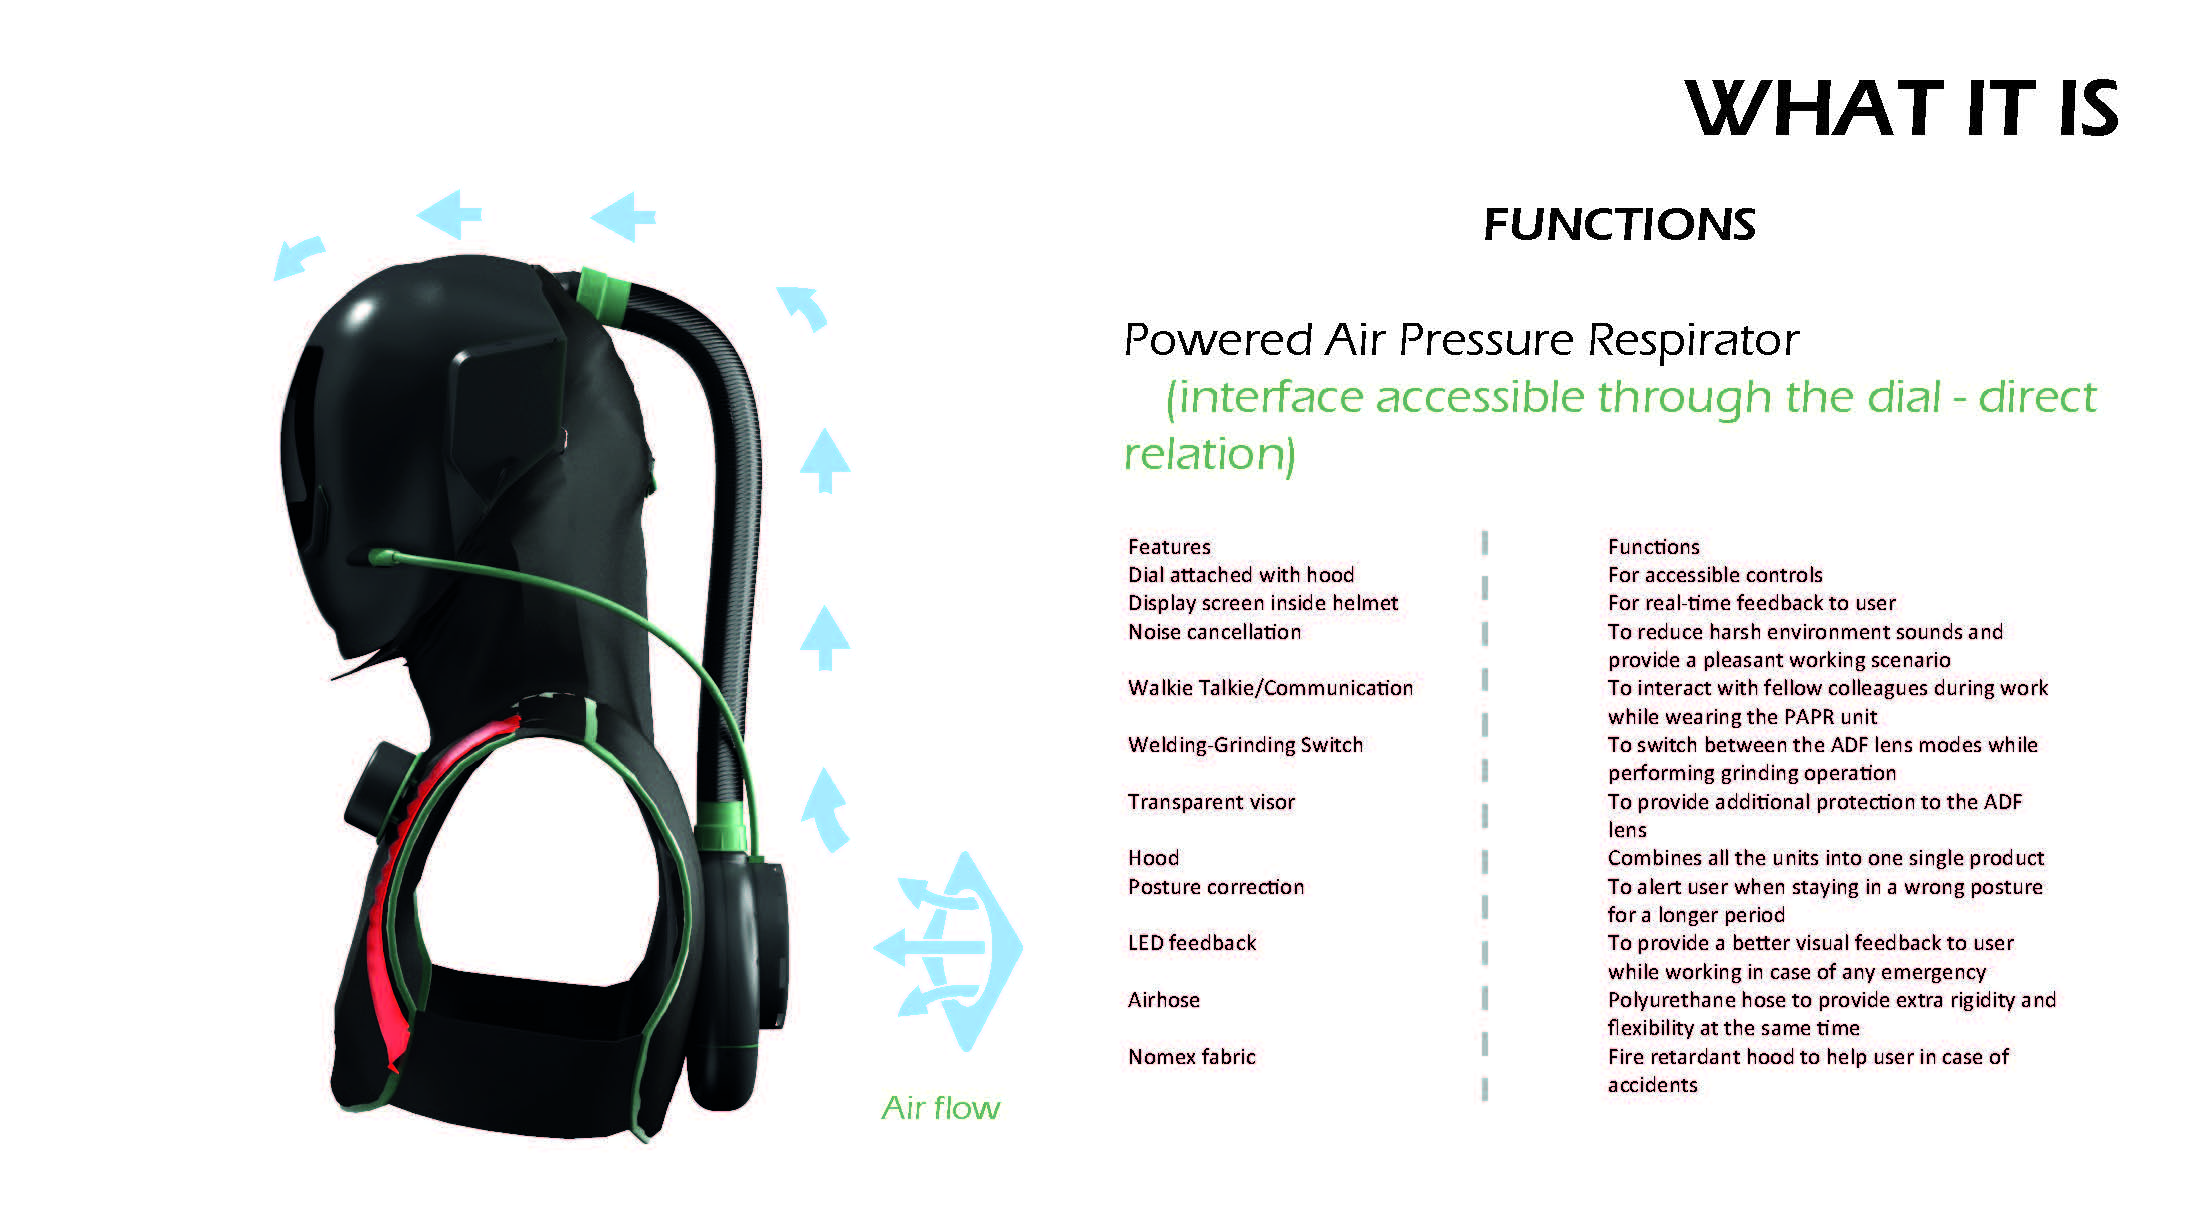 WHAT IT IS
FUNCTIONS
Powered Air Pressure Respirator
(interface accessible through the dial - direct
relation)
Features
Functions
Dial attached with hood
For accessible controls
Display screen inside helmet
For real-time feedback to user
Noise cancellation
To reduce harsh environment sounds and
provide a pleasant working scenario
Walkie Talkie/Communication
To interact with fellow colleagues during work
while wearing the PAPR unit
Welding-Grinding Switch
To switch between the ADF lens modes while
performing grinding operation
Transparent visor
To provide additional protection to the ADF
lens
Hood
Combines all the units into one single product
Posture correction
To alert user when staying in a wrong posture
for a longer period
LED feedback
To provide a better visual feedback to user
while working in case of any emergency
Airhose
Polyurethane hose to provide extra rigidity and
flexibility at the same time
Nomex fabric
Fire retardant hood to help user in case of
accidents
Air flow